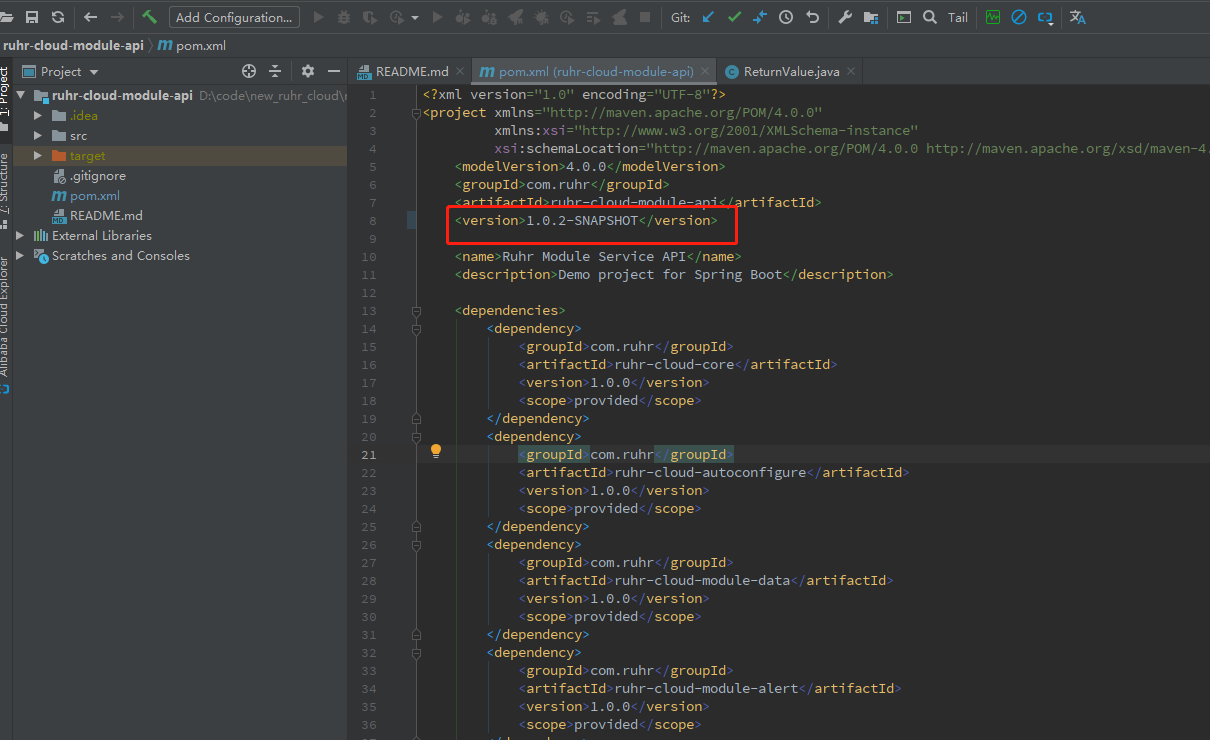 Add Configuration...
Git:
Tail
ruhr-cloud-module-api
pom.xml
1: Project
7: Structure
Alibaba Cloud Explorer
Project
README.md
pom.xml (ruhr-cloud-module-api)
ReturnValue.java
ruhr-cloud-module-api D:\code\new_ruhr_cloud\
.idea
src
target
.gitignore
pom.xml
README.md
External Libraries
Scratches and Consoles
1 <?xml version="1.0" encoding="UTF-8"?>
2 <project xmlns="http://maven.apache.org/POM/4.0.0"
3 xmlns:xsi="http://www.w3.org/2001/XMLSchema-instance"
4 xsi:schemaLocation="http://maven.apache.org/POM/4.0.0 http://maven.apache.org/xsd/maven-4.
5 <modelVersion>4.0.0</modelVersion>
6 <groupId>com.ruhr</groupId>
7 <artifactId>ruhr-cloud-module-api</artifactId>
8 <version>1.0.2-SNAPSHOT</version>
9
10 <name>Ruhr Module Service API</name>
11 <description>Demo project for Spring Boot</description>
12
13 <dependencies>
14 <dependency>
15 <groupId>com.ruhr</groupId>
16 <artifactId>ruhr-cloud-core</artifactId>
17 <version>1.0.0</version>
18 <scope>provided</scope>
19 </dependency>
20 <dependency>
21 <groupId>com.ruhr</groupId>
22 <artifactId>ruhr-cloud-autoconfigure</artifactId>
23 <version>1.0.0</version>
24 <scope>provided</scope>
25 </dependency>
26 <dependency>
27 <groupId>com.ruhr</groupId>
28 <artifactId>ruhr-cloud-module-data</artifactId>
29 <version>1.0.0</version>
30 <scope>provided</scope>
31 </dependency>
32 <dependency>
33 <groupId>com.ruhr</groupId>
34 <artifactId>ruhr-cloud-module-alert</artifactId>
35 <version>1.0.0</version>
36 <scope>provided</scope>